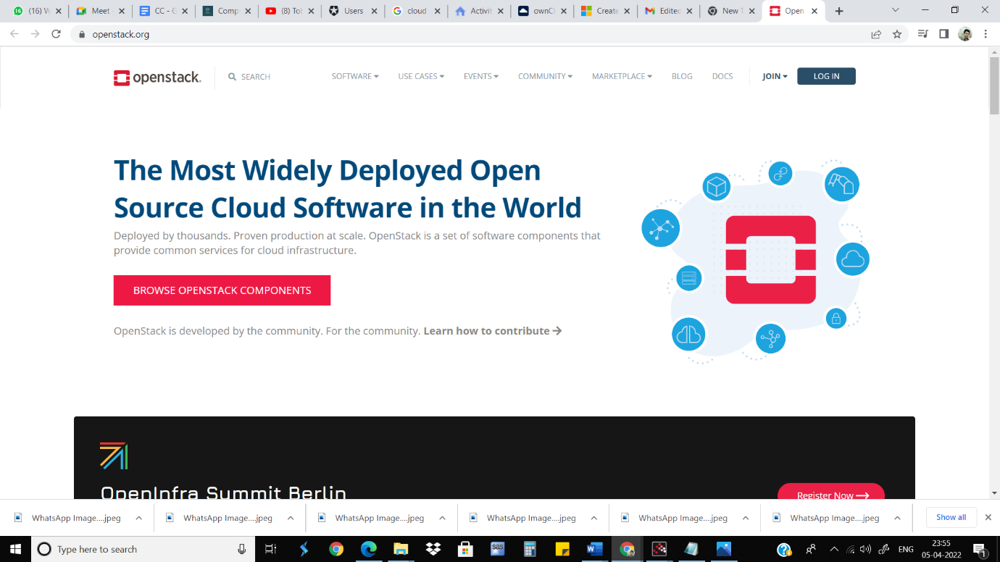 (16) W
Meet -
CC - G
Comp
(8) To
Users
cloud
Activit
ownCl
Create
Edited
New T
Open
openstack.org
openstack.
SEARCH
SOFTWARE
USE CASES
EVENTS
COMMUNITY
MARKETPLACE
BLOG
DOCS
JOIN
LOG IN
The Most Widely Deployed Open
Source Cloud Software in the World
Deployed by thousands. Proven production at scale. OpenStack is a set of software components that
provide common services for cloud infrastructure.
BROWSE OPENSTACK COMPONENTS
OpenStack is developed by the community. For the community. Learn how to contribute →
OpenInfra Summit Berlin
Register Now →
WhatsApp Image....jpeg
WhatsApp Image....jpeg
WhatsApp Image....jpeg
WhatsApp Image....jpeg
WhatsApp Image....jpeg
WhatsApp Image....jpeg
Show all
Type here to search
sas
ENG
23:55
05-04-2022
1